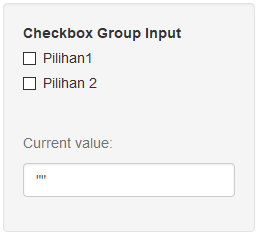 Checkbox Group Input
Pilihan1
Pilihan 2
Current value:
""